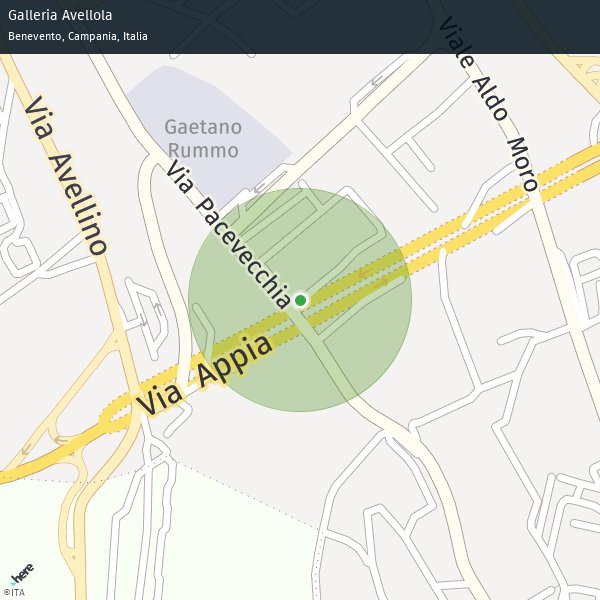 Galleria Avellola
Benevento, Campania, Italia
Viale Aldo Moro
Gaetano
Rummo
Via Avellino
Via Pacevecchia
Via Appia
here
©ITA